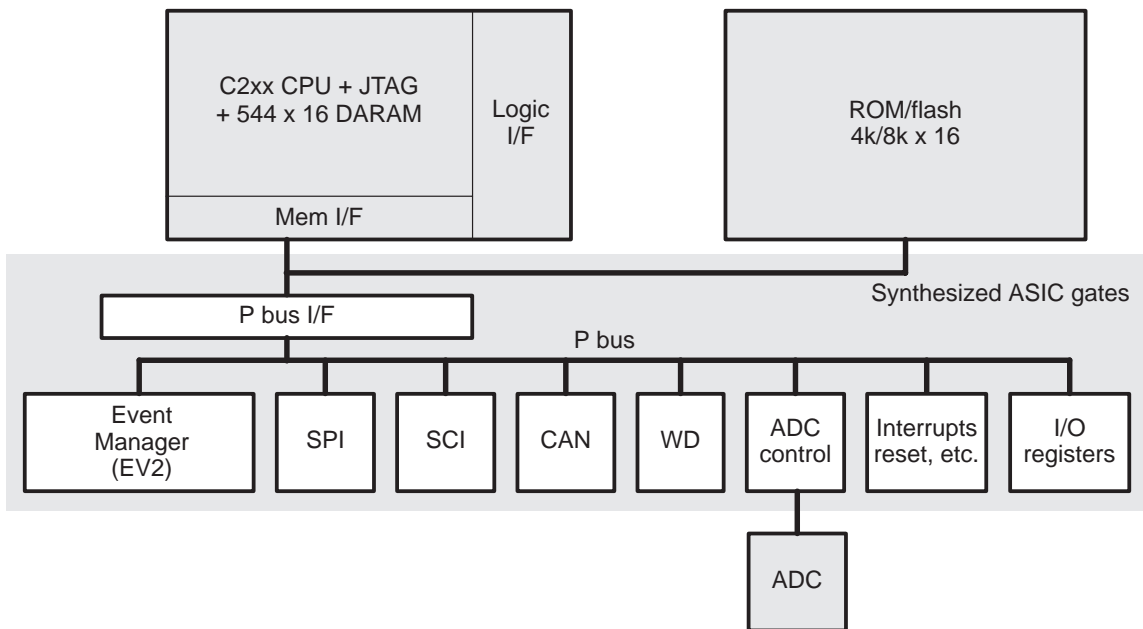 C2xx CPU + JTAG
+ 544 x 16 DARAM
Logic
I/F
Mem I/F
ROM/flash
4k/8k x 16
Synthesized ASIC gates
P bus I/F
P bus
Event
Manager
(EV2)
SPI
SCI
CAN
WD
ADC
control
Interrupts
reset, etc.
I/O
registers
ADC